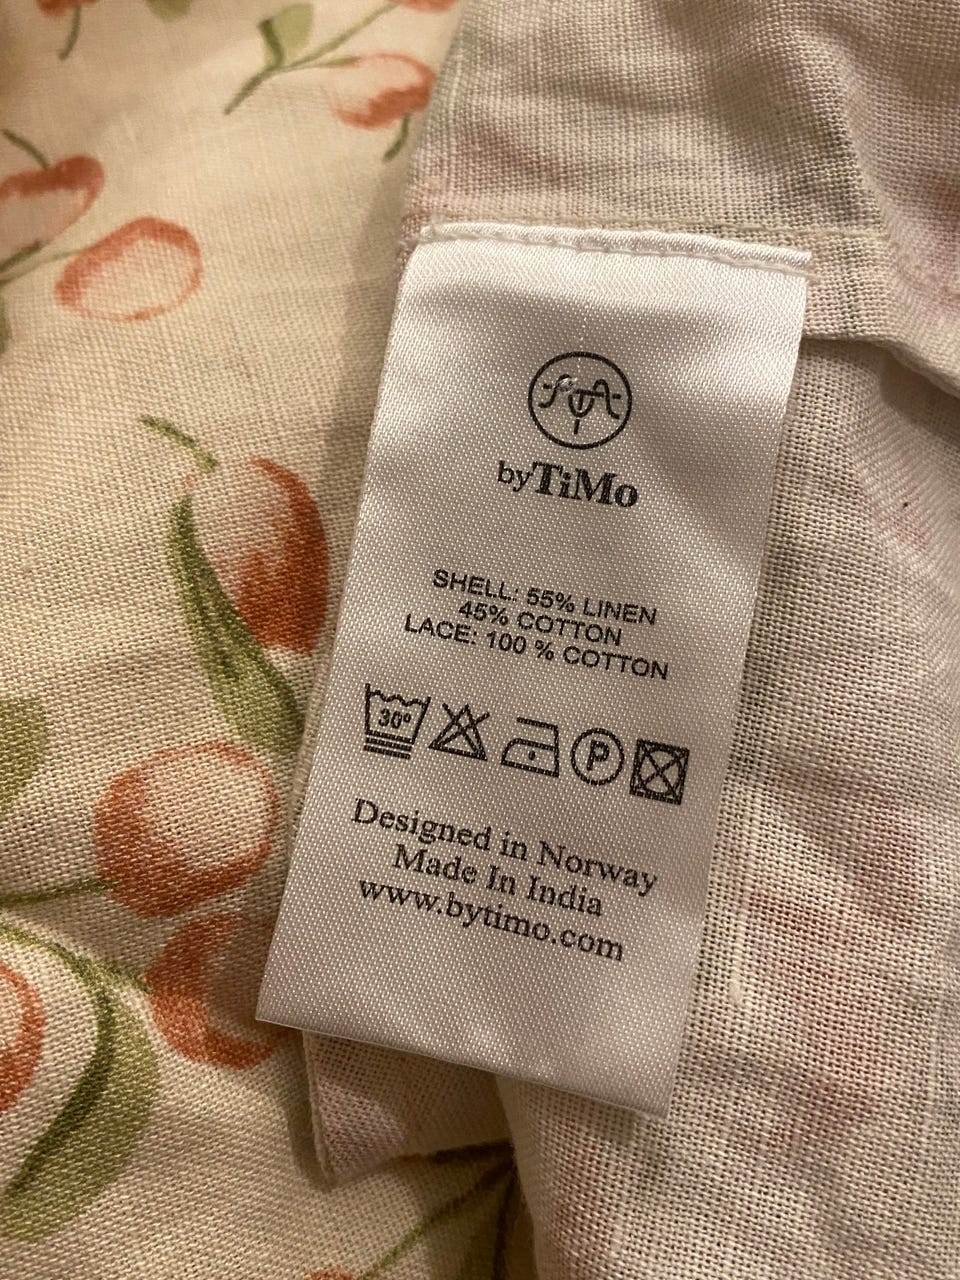 byTiMo
SHELL: 55% LINEN
45% COTTON
LACE: 100 % COTTON
30°
P
Designed in Norway
Made In India
www.bytimo.com